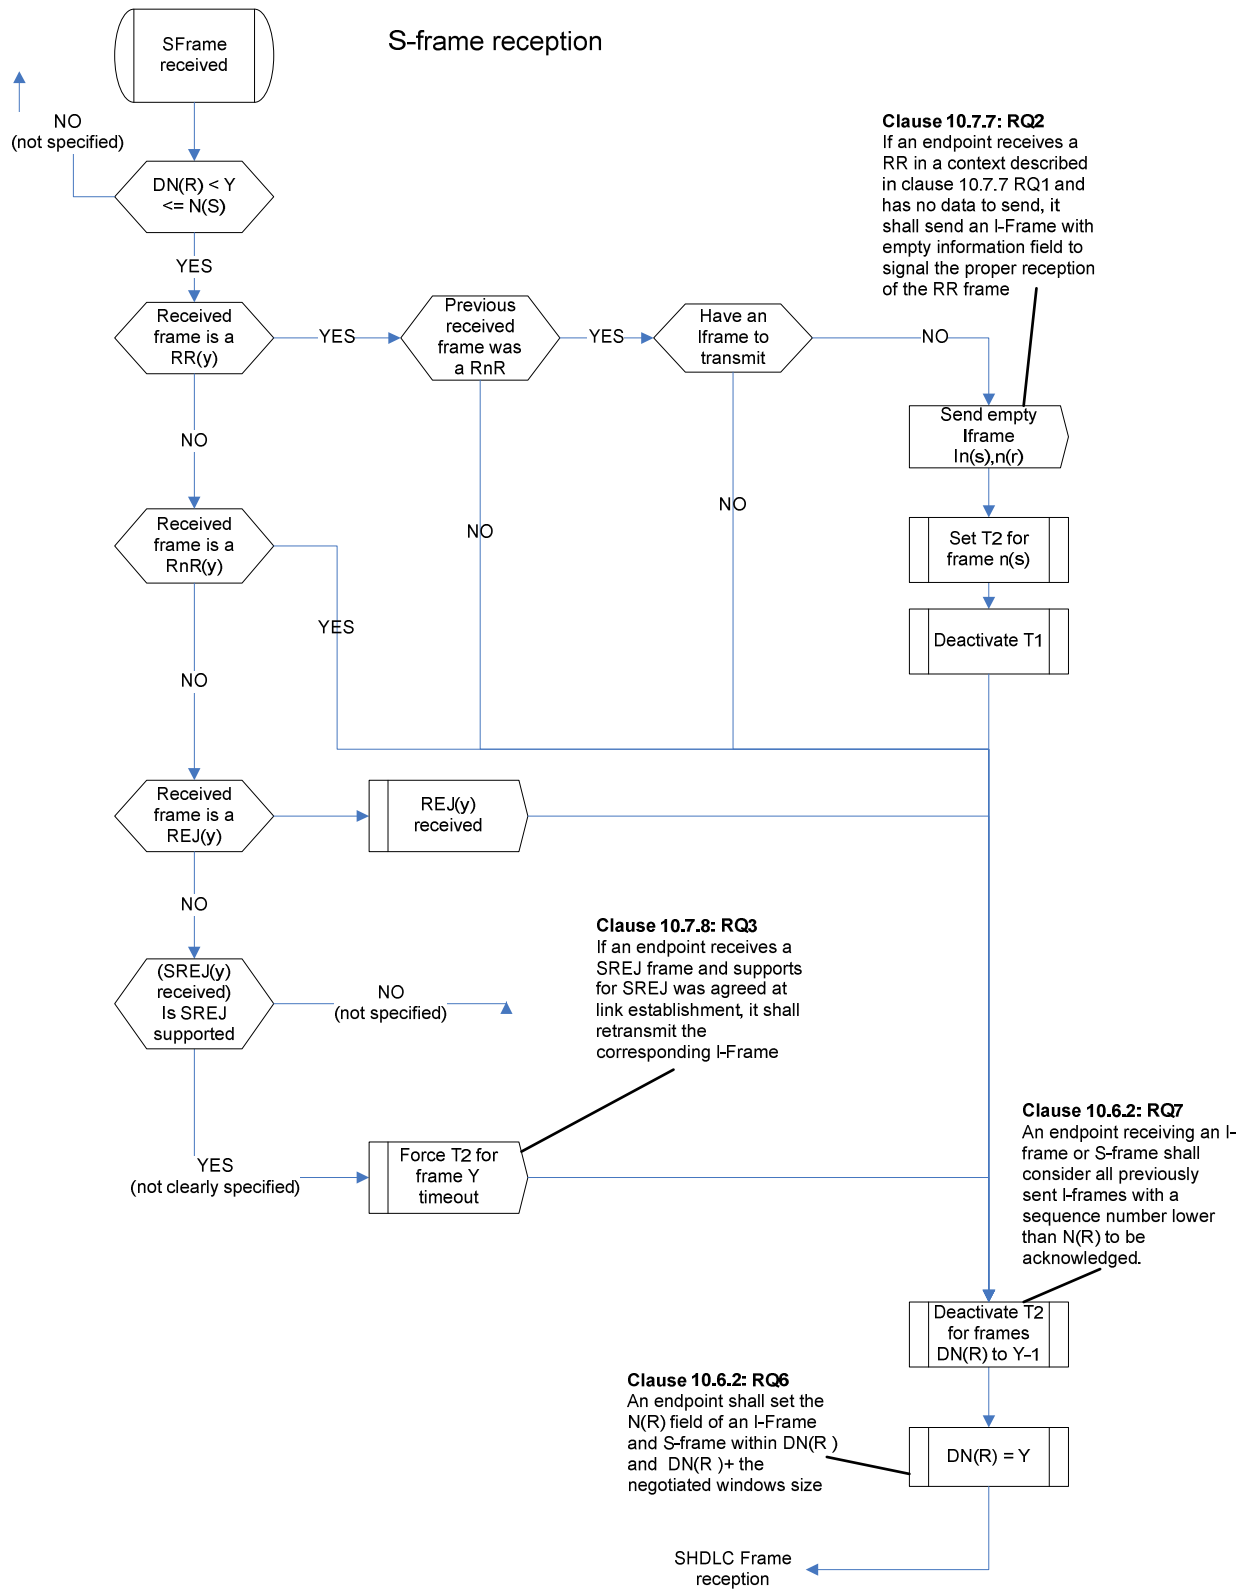 S-frame reception
SFrame
received
NO
(not specified)
DN(R) < Y
<= N(S)
YES
Clause 10.7.7: RQ2
If an endpoint receives a
RR in a context described
in clause 10.7.7 RQ1 and
has no data to send, it
shall send an I-Frame with
empty information field to
signal the proper reception
of the RR frame
Received
frame is a
RR(y)
YES
Previous
received
frame was
a RnR
YES
Have an
Iframe to
transmit
NO
Send empty
Iframe
In(s),n(r)
NO
NO
NO
Received
frame is a
RnR(y)
Set T2 for
frame n(s)
YES
Deactivate T1
NO
Received
frame is a
REJ(y)
REJ(y)
received
NO
(SREJ(y)
received)
Is SREJ
supported
NO
(not specified)
Clause 10.7.8: RQ3
If an endpoint receives a
SREJ frame and supports
for SREJ was agreed at
link establishment, it shall
retransmit the
corresponding I-Frame
YES
(not clearly specified)
Force T2 for
frame Y
timeout
Clause 10.6.2: RQ7
An endpoint receiving an I-
frame or S-frame shall
consider all previously
sent I-frames with a
sequence number lower
than N(R) to be
acknowledged.
Deactivate T2
for frames
DN(R) to Y-1
Clause 10.6.2: RQ6
An endpoint shall set the
N(R) field of an I-Frame
and S-frame within DN(R )
and DN(R )+ the
negotiated windows size
DN(R) = Y
SHDLC Frame
reception